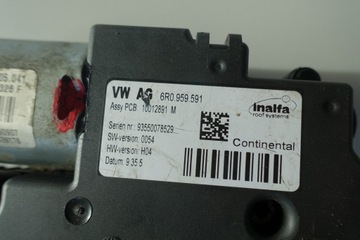 VW AG 6R0.959.591
Assy PCB: 10012891 M
inalfa
roof systems
Serien nr: 93550078529
SW-version: 0054
HW-version: H04
Datum: 9 35 5
Continental